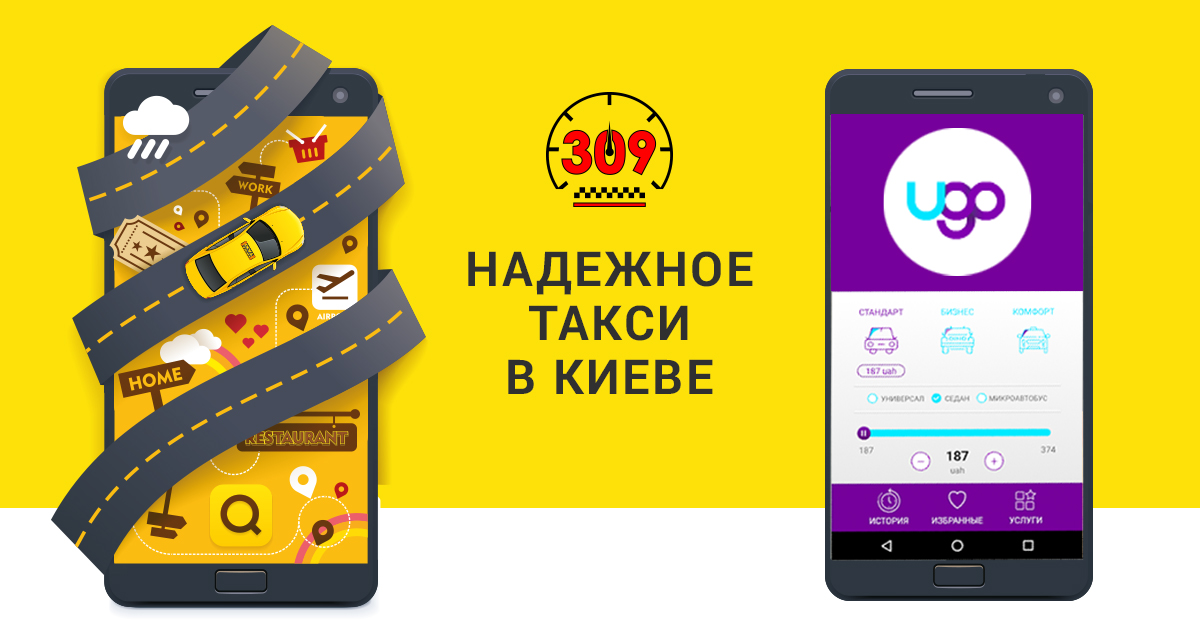 WORK
AIRP
HOME
RESTAURANT
309
НАДЕЖНОЕ
ТАКСИ
В КИЕВЕ
ugo
СТАНДАРТ БИЗНЕС КОМФОРТ
187 uah
УНИВЕРСАЛ СЕДАН МИКРОАВТОБУС
187 374
187
uah
ИСТОРИЯ ИЗБРАННЫЕ УСЛУГИ